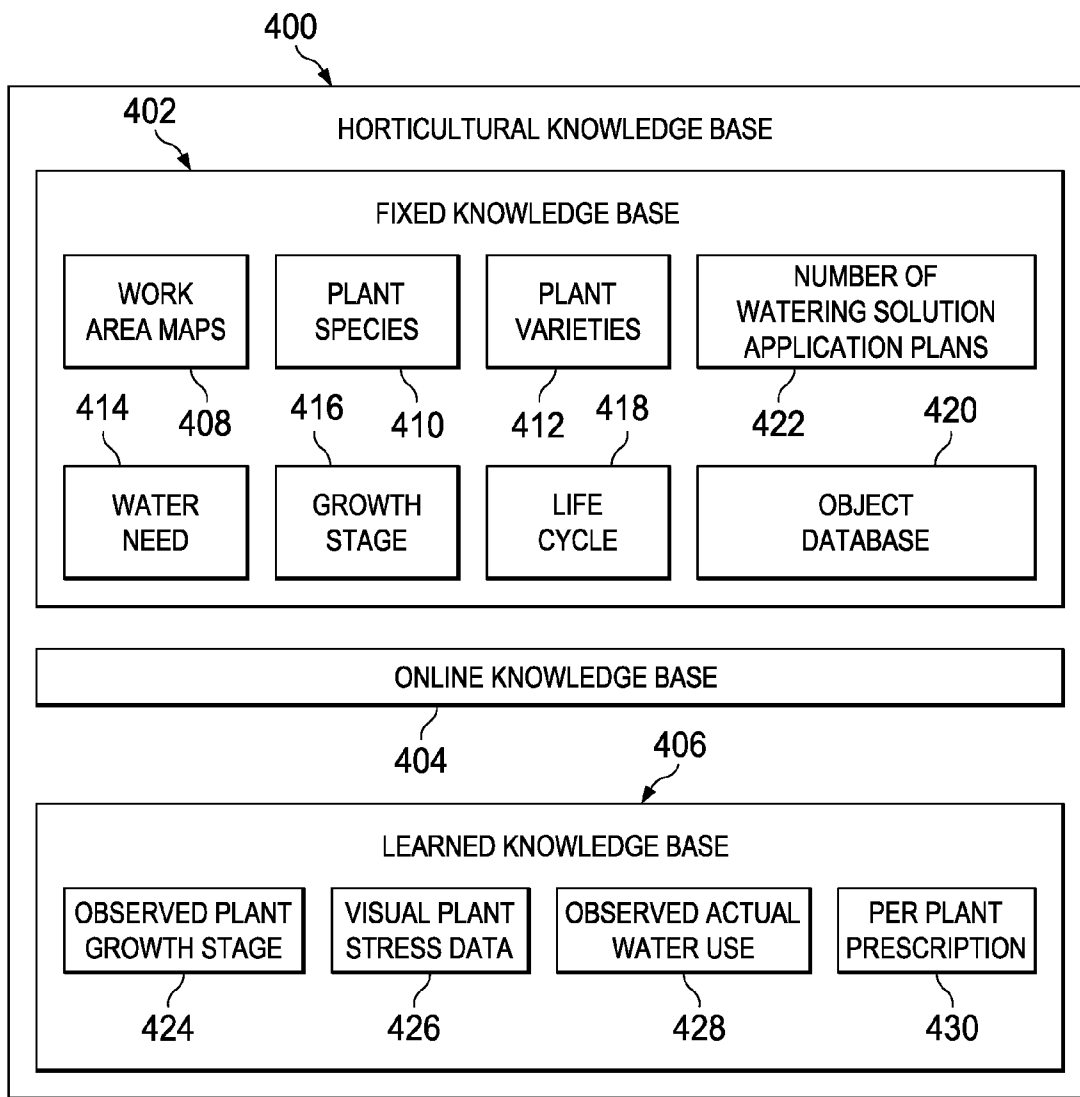 400
402
HORTICULTURAL KNOWLEDGE BASE
FIXED KNOWLEDGE BASE
WORK
AREA MAPS
PLANT
SPECIES
PLANT
VARIETIES
NUMBER OF
WATERING SOLUTION
APPLICATION PLANS
414
408
416
410
412
418
422
420
WATER
NEED
GROWTH
STAGE
LIFE
CYCLE
OBJECT
DATABASE
ONLINE KNOWLEDGE BASE
404
406
LEARNED KNOWLEDGE BASE
OBSERVED PLANT
GROWTH STAGE
VISUAL PLANT
STRESS DATA
OBSERVED ACTUAL
WATER USE
PER PLANT
PRESCRIPTION
424
426
428
430